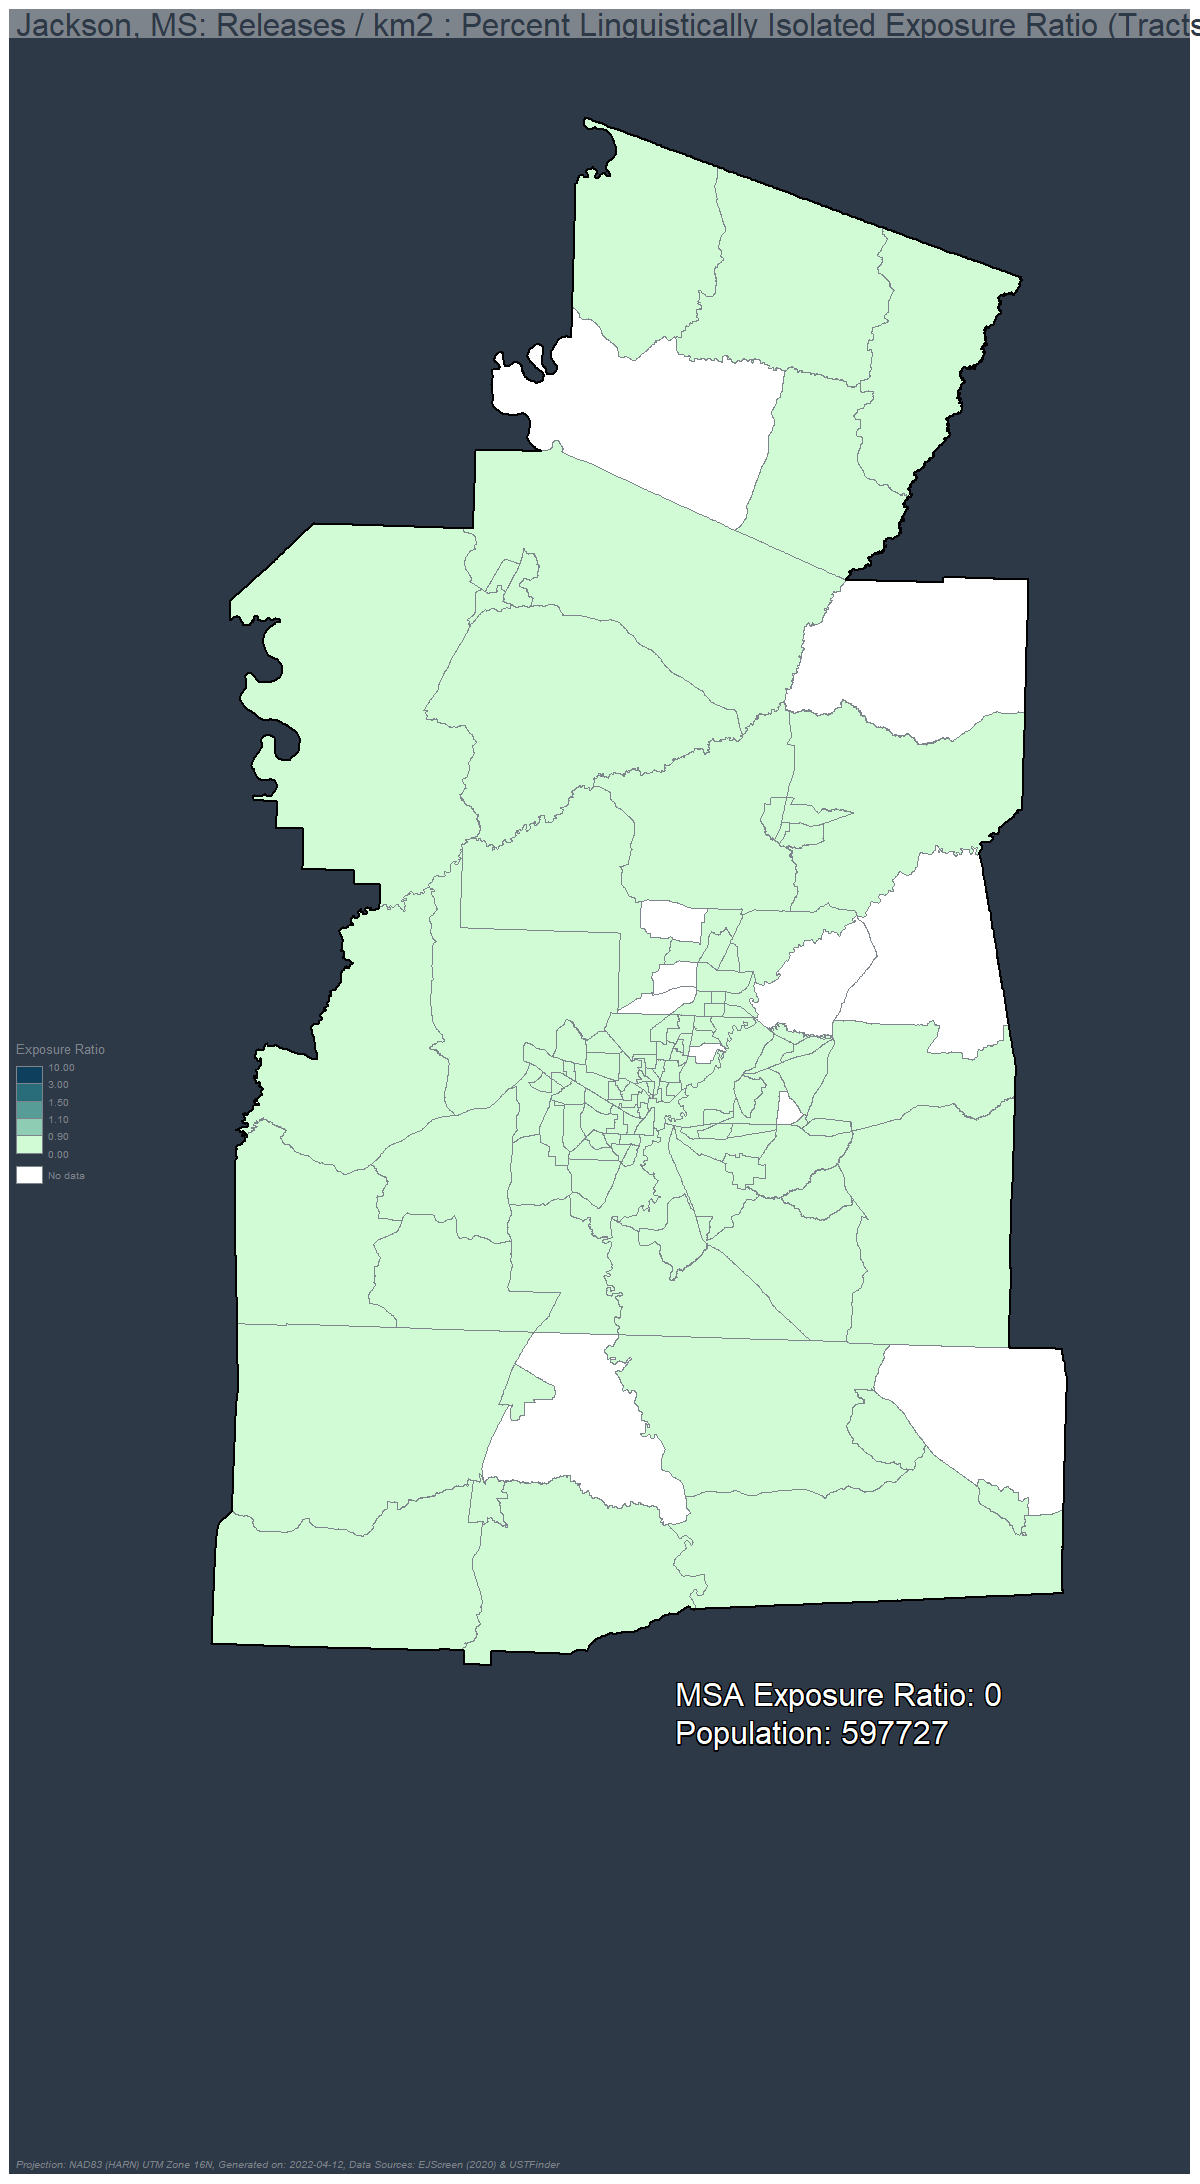 Jackson, MS: Releases / km2 : Percent Linguistically Isolated Exposure Ratio (Tracts
Exposure Ratio
10.00
3.00
1.50
1.10
0.90
0.00
No data
MSA Exposure Ratio: 0
Population: 597727
Projection: NAD83 (HARN) UTM Zone 16N, Generated on: 2022-04-12, Data Sources: EJScreen (2020) & USTFinder